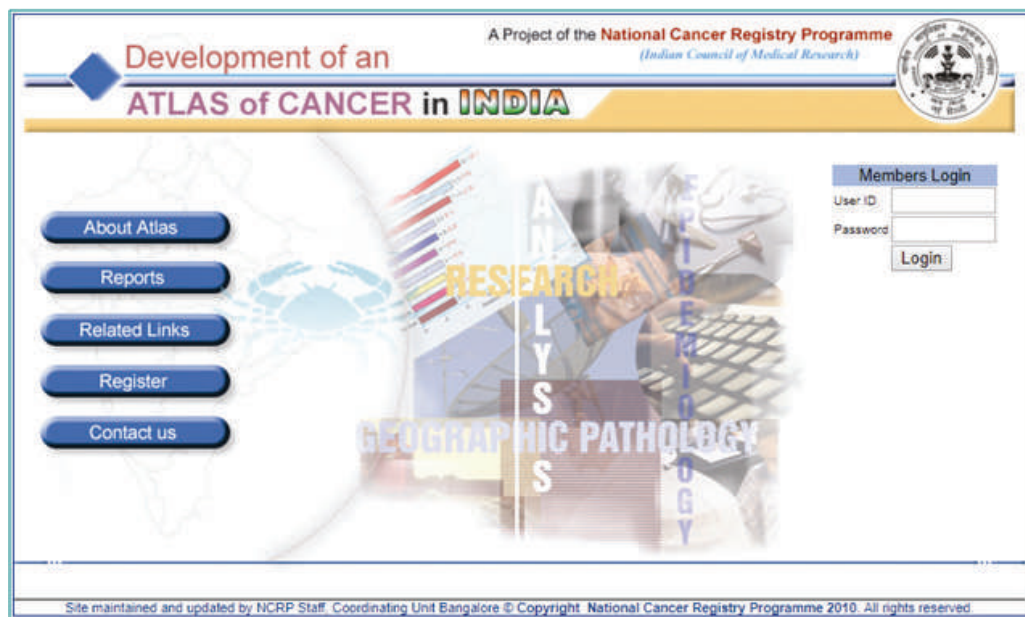 A Project of the National Cancer Registry Programme
(Indian Council of Medical Research)
Development of an
ATLAS of CANCER in INDIA
Members Login
User ID
Password
Login
About Atlas
Reports
Related Links
Register
Contact us
RESEARCH
ANALYSIS
EPIDEMIOLOGY
GEOGRAPHIC PATHOLOGY
Site maintained and updated by NCRP Staff, Coordinating Unit Bangalore © Copyright National Cancer Registry Programme 2010. All rights reserved.